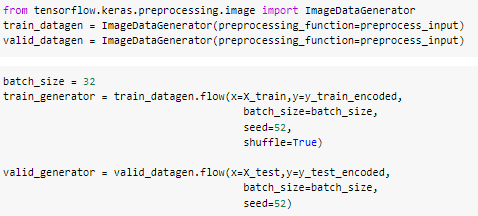 from tensorflow.keras.preprocessing.image import ImageDataGenerator
train_datagen = ImageDataGenerator(preprocessing_function=preprocess_input)
valid_datagen = ImageDataGenerator(preprocessing_function=preprocess_input)
batch_size = 32
train_generator = train_datagen.flow(x=X_train,y=y_train_encoded,
batch_size=batch_size,
seed=52,
shuffle=True)
valid_generator = valid_datagen.flow(x=X_test,y=y_test_encoded,
batch_size=batch_size,
seed=52)